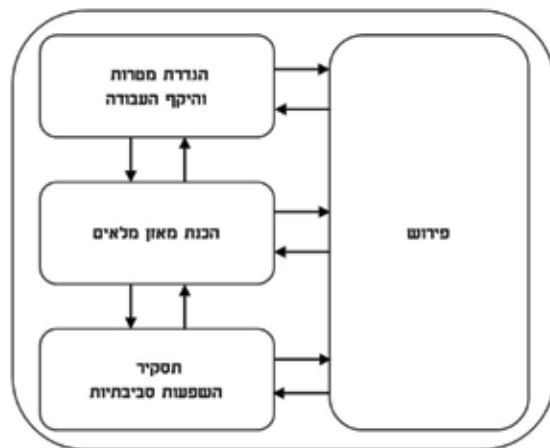 הגדרת מטרות
והיקף העבודה
הכנת מאזן מלאים
תסקיר
השפעות סביבתיות
פירוש